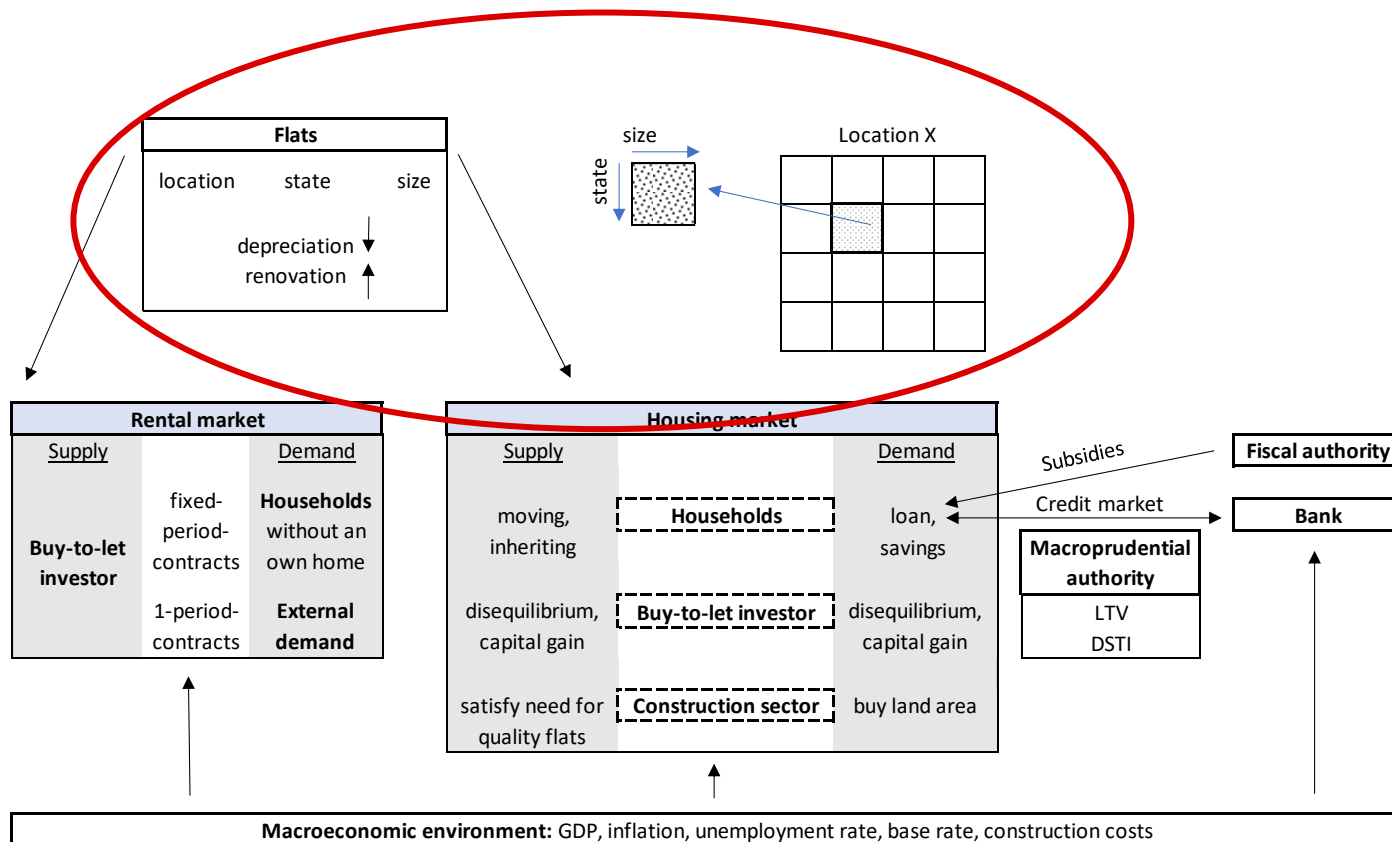 Flats
location state size
depreciation
renovation
size
state
Location X
Rental market
Supply
Demand
Buy-to-let
investor
fixed-
period-
contracts
1-period-
contracts
Households
without an
own home
External
demand
Housing market
Supply
Demand
moving,
inheriting
Households
loan,
savings
disequilibrium,
capital gain
Buy-to-let investor
disequilibrium,
capital gain
satisfy need for
quality flats
Construction sector
buy land area
Subsidies
Fiscal authority
Credit market
Bank
Macroprudential
authority
LTV
DSTI
Macroeconomic environment: GDP, inflation, unemployment rate, base rate, construction costs